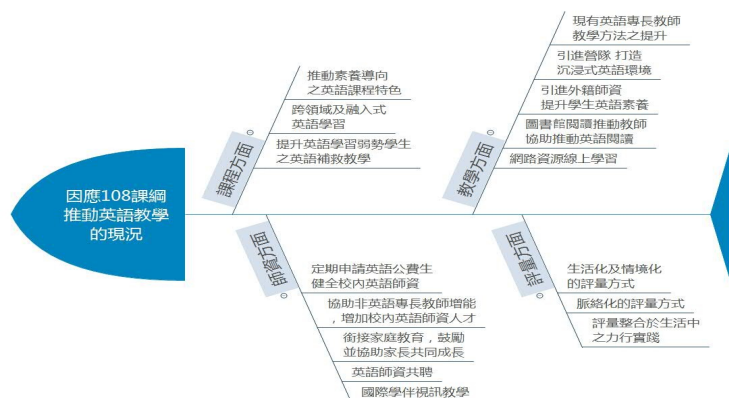 因應108課綱
推動英語教學
的現況
課程方面
推動素養導向
之英語課程特色
跨領域及融入式
英語學習
提升英語學習弱勢學生
之英語補救教學
教學方面
現有英語專長教師
教學方法之提升
引進營隊 打造
沉浸式英語環境
引進外籍師資
提升學生英語素養
圖書館閱讀推動教師
協助推動英語閱讀
網路資源線上學習
師資方面
定期申請英語公費生
健全校內英語師資
協助非英語專長教師增能
，增加校內英語師資人才
銜接家庭教育，鼓勵
並協助家長共同成長
英語師資共聘
國際學伴視訊教學
評量方面
生活化及情境化
的評量方式
脈絡化的評量方式
評量整合於生活中
之力行實踐